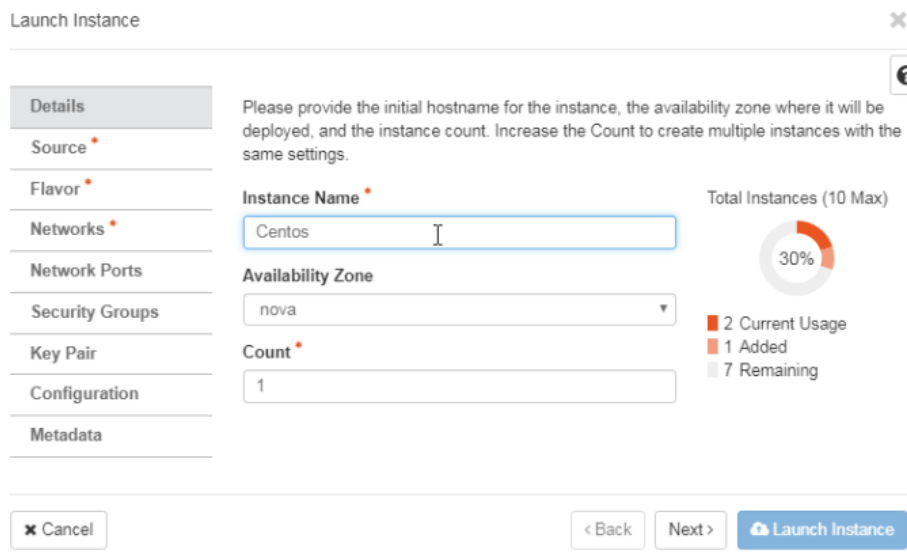 Launch Instance
Details
Source *
Flavor *
Networks *
Network Ports
Security Groups
Key Pair
Configuration
Metadata
Please provide the initial hostname for the instance, the availability zone where it will be
deployed, and the instance count. Increase the Count to create multiple instances with the
same settings.
Instance Name *
Centos
Availability Zone
nova
Count *
1
Total Instances (10 Max)
30%
2 Current Usage
1 Added
7 Remaining
× Cancel
< Back
Next >
Launch Instance